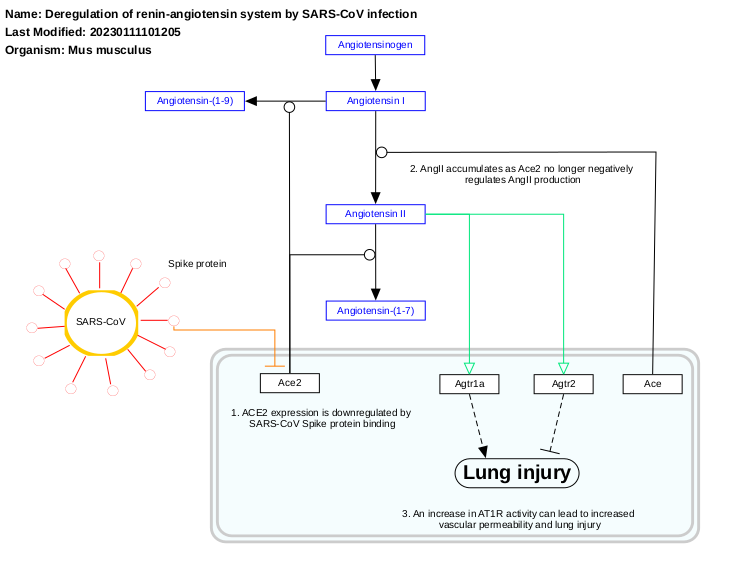 Name: Deregulation of renin-angiotensin system by SARS-CoV infection
Last Modified: 20230111101205
Organism: Mus musculus
Angiotensinogen
Angiotensin-(1-9)
Angiotensin I
2. AngII accumulates as Ace2 no longer negatively
regulates AngII production
Angiotensin II
Spike protein
Angiotensin-(1-7)
SARS-CoV
Ace2
Agtr1a
Agtr2
Ace
1. ACE2 expression is downregulated by
SARS-CoV Spike protein binding
Lung injury
3. An increase in AT1R activity can lead to increased
vascular permeability and lung injury